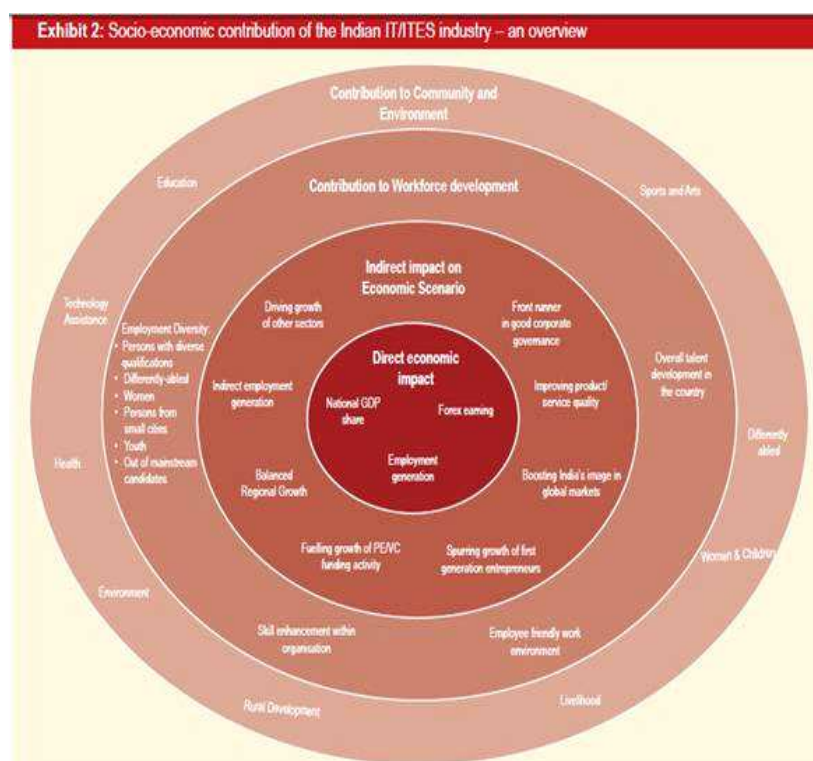 Exhibit 2: Socio-economic contribution of the Indian IT/ITES industry – an overview
Contribution to Community and
Environment
Education
Sports and Arts
Technology
Assistance
Differently
abled
Health
Women & Children
Environment
Livelihood
Rural Development
Contribution to Workforce development
Employment Diversity:
• Persons with diverse
qualifications
• Differently-abled
• Women
• Persons from
small cities
• Youth
• Out of mainstream
candidates
Overall talent
development in
the country
Skill enhancement within
organisation
Employee friendly work
environment
Indirect impact on
Economic Scenario
Driving growth
of other sectors
Front runner
in good corporate
governance
Indirect employment
generation
Improving product/
service quality
Balanced
Regional Growth
Boosting India's image in
global markets
Fuelling growth of PE/VC
funding activity
Spurring growth of first
generation entrepreneurs
Direct economic
impact
National GDP
share
Forex earning
Employment
generation